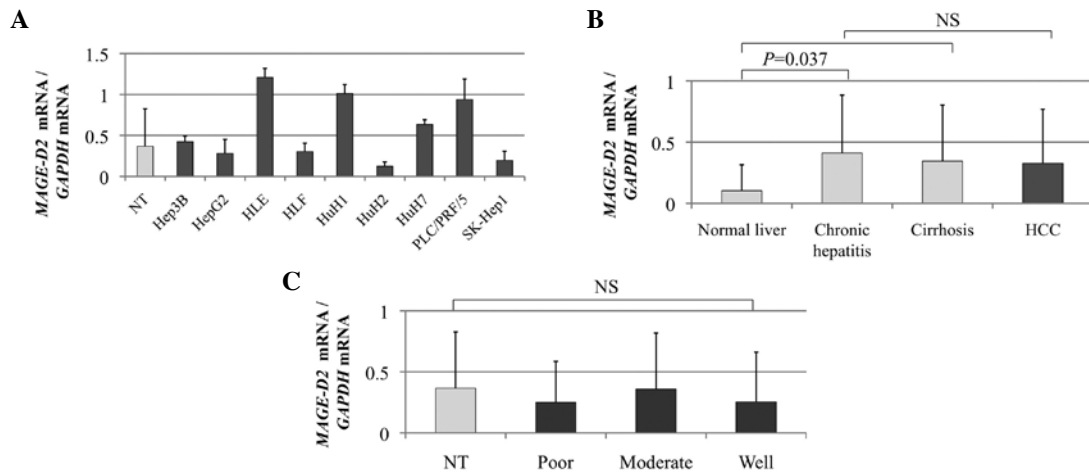 A
MAGE-D2 mRNA /
GAPDH mRNA
1.5
1
0.5
0
NT
Hep3B
HepG2
HLE
HLF
HuH1
HuH2
HuH7
PLC/PRF/5
SK-Hep1
B
NS
P=0.037
MAGE-D2 mRNA /
GAPDH mRNA
1
0.5
0
Normal liver
Chronic
hepatitis
Cirrhosis
HCC
C
NS
MAGE-D2 mRNA /
GAPDH mRNA
1
0.5
0
NT
Poor
Moderate
Well